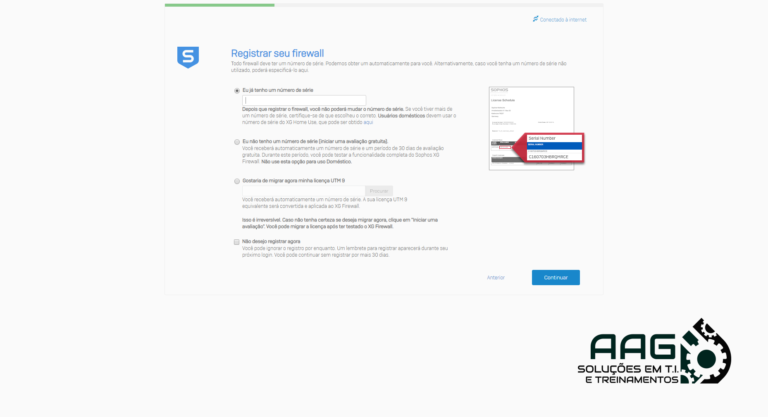 Conectado a internet
Registrar seu firewall
Todo firewall deve ter um número de série. Podemos obter um automaticamente para você. Alternativamente, caso você tenha um número de série não
utilizado, poderá especificá-lo aqui.
Eu já tenho um número de série
Depois que registrar o firewall, você não poderá mudar o número de série. Se você tiver mais de
um número de série, certifique-se de que escolheu o correto. Usuários domésticos devem usar o
número de série do XG Home Use, que pode ser obtido aqui
Eu não tenho um número de série (Iniciar uma avaliação gratuita).
Você receberá automaticamente um número de série e um período de 30 dias de avaliação
gratuita. Durante este período, você pode testar a funcionalidade completa do Sophos XG
Firewall. Não use esta opção para uso Doméstico.
Gostaria de migrar agora minha licença UTM 9
Procurar
Você receberá automaticamente um número de série. A sua licença UTM 9
equivalente será convertida e aplicada ao XG Firewall.
Isso é irreversível. Caso não tenha certeza se deseja migrar agora, clique em "Iniciar uma
avaliação". Você pode migrar a licença após ter testado o XG Firewall.
Não desejo registrar agora
Você pode ignorar o registro por enquanto. Um lembrete para registrar aparecerá durante seu
próximo login. Você pode continuar sem registrar por mais 30 dias.
SOPHOS
License Schedule
Serial Number
Anterior
Continuar
AAG
SOLUÇÕES EM T.I.
E TREINAMENTOS